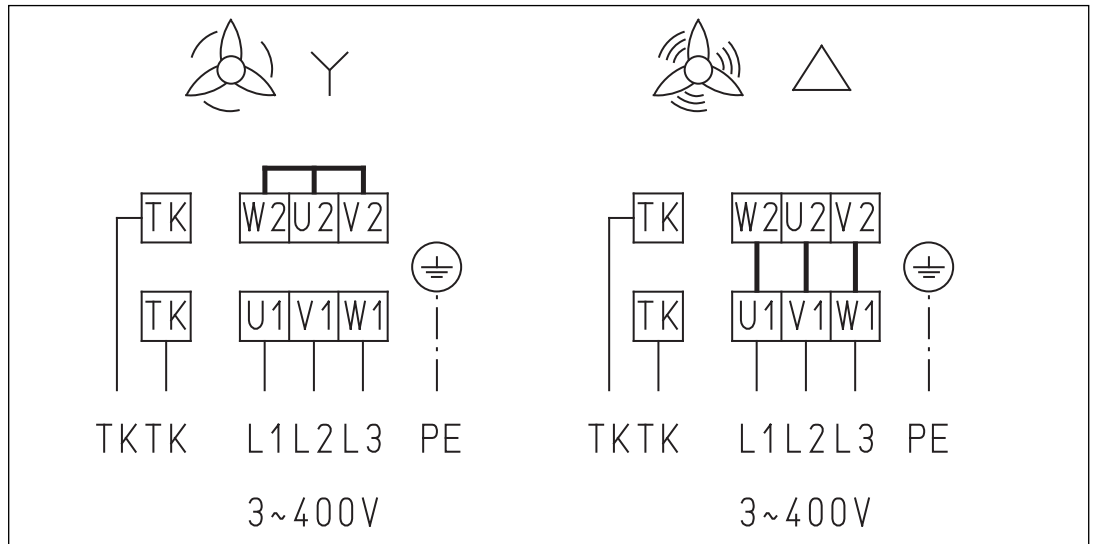 TK W2 U2 V2 TK W2 U2 V2
TK U1 V1 W1 TK U1 V1 W1
TK TK L1 L2 L3 PE TK TK L1 L2 L3 PE
3~400V 3~400V